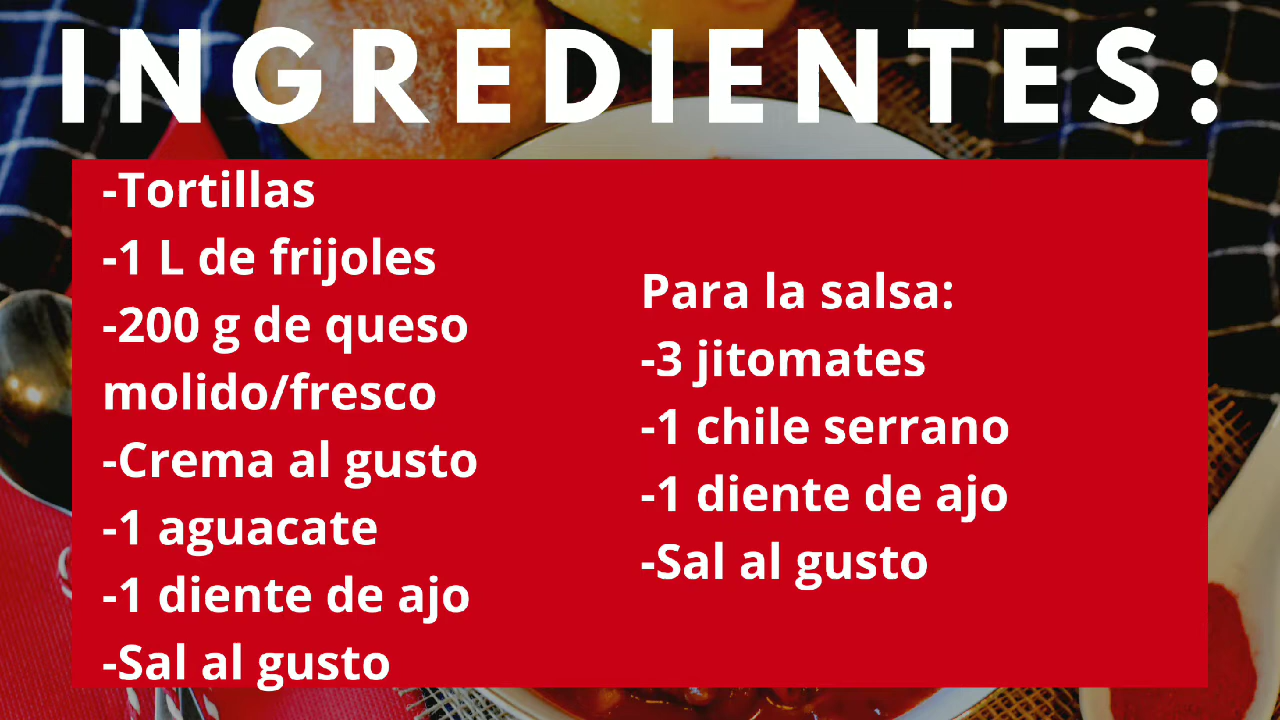 INGREDIENTES:
-Tortillas
-1 L de frijoles
-200 g de queso
molido/fresco
-Crema al gusto
-1 aguacate
-1 diente de ajo
-Sal al gusto
Para la salsa:
-3 jitomates
-1 chile serrano
-1 diente de ajo
-Sal al gusto